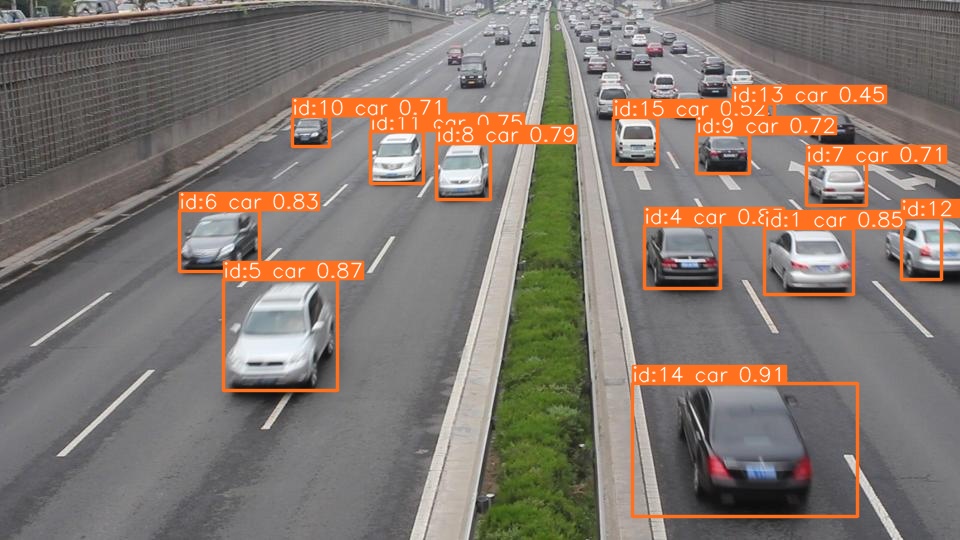 id:13 car 0.45
id:10 car 0.71
id:15 car 0.52
id:11 car 0.75
id:9 car 0.72
id:8 car 0.79
id:7 car 0.71
id:6 car 0.83
id:12
id:4 car 0.8
id:1 car 0.85
id:5 car 0.87
id:14 car 0.91